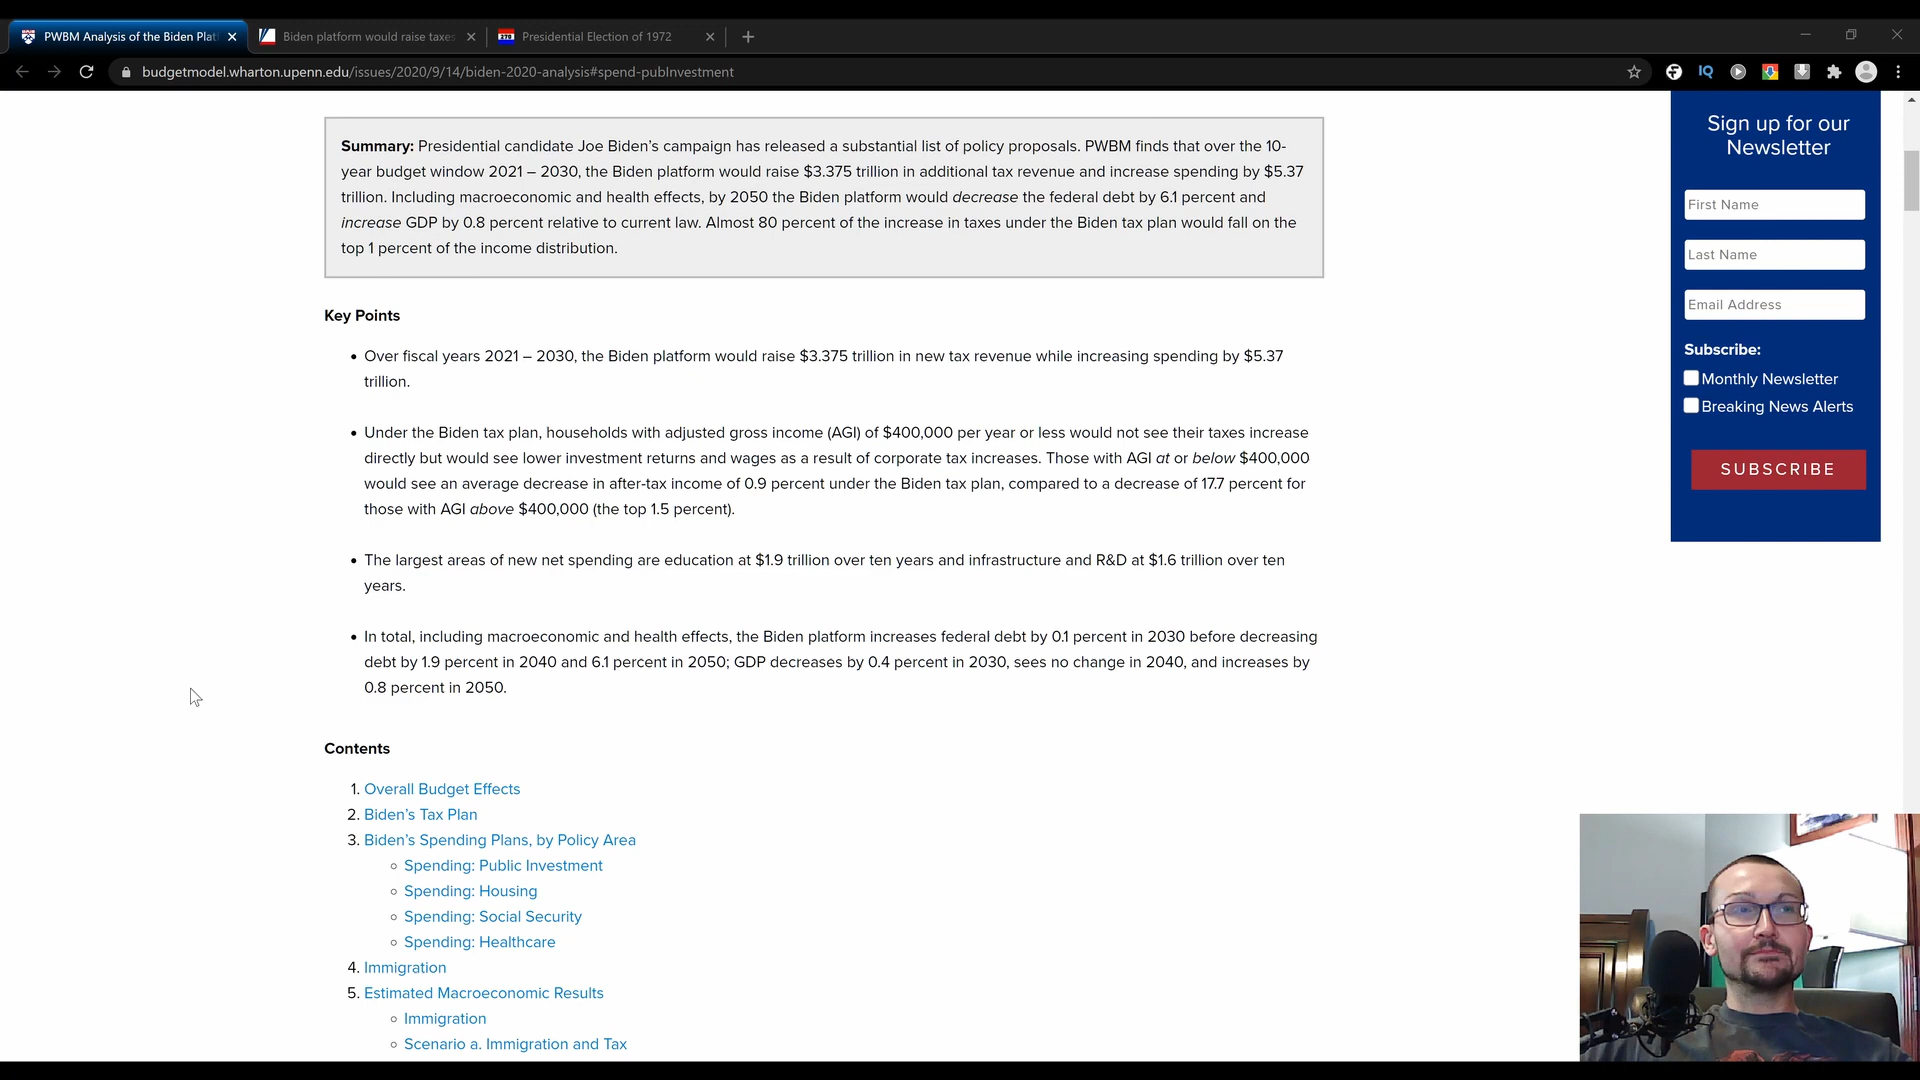 PWBM Analysis of the Biden Plat
Biden platform would raise taxes
Presidential Election of 1972
budgetmodel.wharton.upenn.edu/issues/2020/9/14/biden-2020-analysis#spend-pubInvestment
IQ
Summary: Presidential candidate Joe Biden's campaign has released a substantial list of policy proposals. PWBM finds that over the 10-
year budget window 2021 – 2030, the Biden platform would raise $3.375 trillion in additional tax revenue and increase spending by $5.37
trillion. Including macroeconomic and health effects, by 2050 the Biden platform would decrease the federal debt by 6.1 percent and
increase GDP by 0.8 percent relative to current law. Almost 80 percent of the increase in taxes under the Biden tax plan would fall on the
top 1 percent of the income distribution.
Key Points
• Over fiscal years 2021 – 2030, the Biden platform would raise $3.375 trillion in new tax revenue while increasing spending by $5.37
trillion.
• Under the Biden tax plan, households with adjusted gross income (AGI) of $400,000 per year or less would not see their taxes increase
directly but would see lower investment returns and wages as a result of corporate tax increases. Those with AGI at or below $400,000
would see an average decrease in after-tax income of 0.9 percent under the Biden tax plan, compared to a decrease of 17.7 percent for
those with AGI above $400,000 (the top 1.5 percent).
• The largest areas of new net spending are education at $1.9 trillion over ten years and infrastructure and R&D at $1.6 trillion over ten
years.
• In total, including macroeconomic and health effects, the Biden platform increases federal debt by 0.1 percent in 2030 before decreasing
debt by 1.9 percent in 2040 and 6.1 percent in 2050; GDP decreases by 0.4 percent in 2030, sees no change in 2040, and increases by
0.8 percent in 2050.
Contents
1. Overall Budget Effects
2. Biden's Tax Plan
3. Biden's Spending Plans, by Policy Area
Spending: Public Investment
Spending: Housing
Spending: Social Security
Spending: Healthcare
4. Immigration
5. Estimated Macroeconomic Results
Immigration
Scenario a. Immigration and Tax
Sign up for our
Newsletter
First Name
Last Name
Email Address
Subscribe:
Monthly Newsletter
Breaking News Alerts
SUBSCRIBE